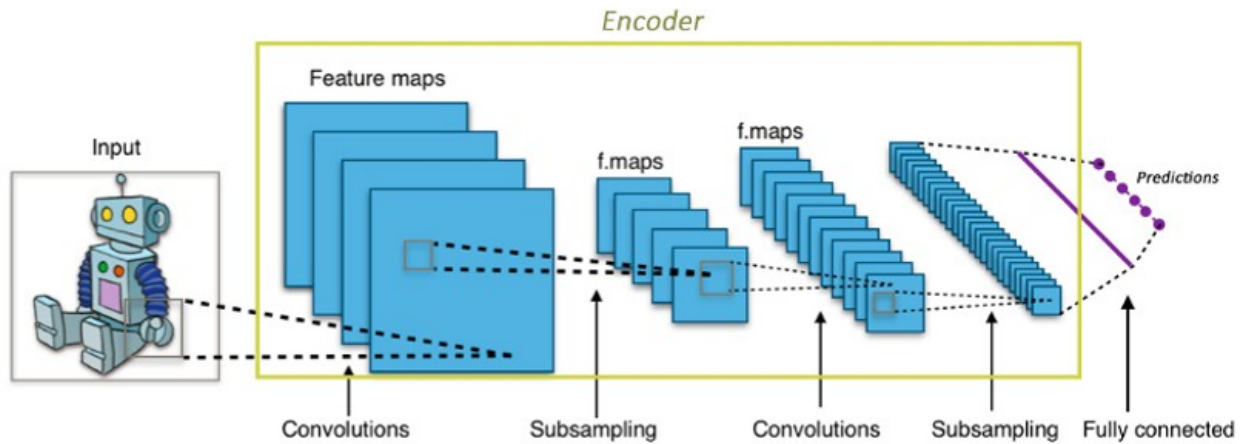 Encoder
Feature maps
Input
f.maps
f.maps
Predictions
Convolutions
Subsampling
Convolutions
Subsampling
Fully connected